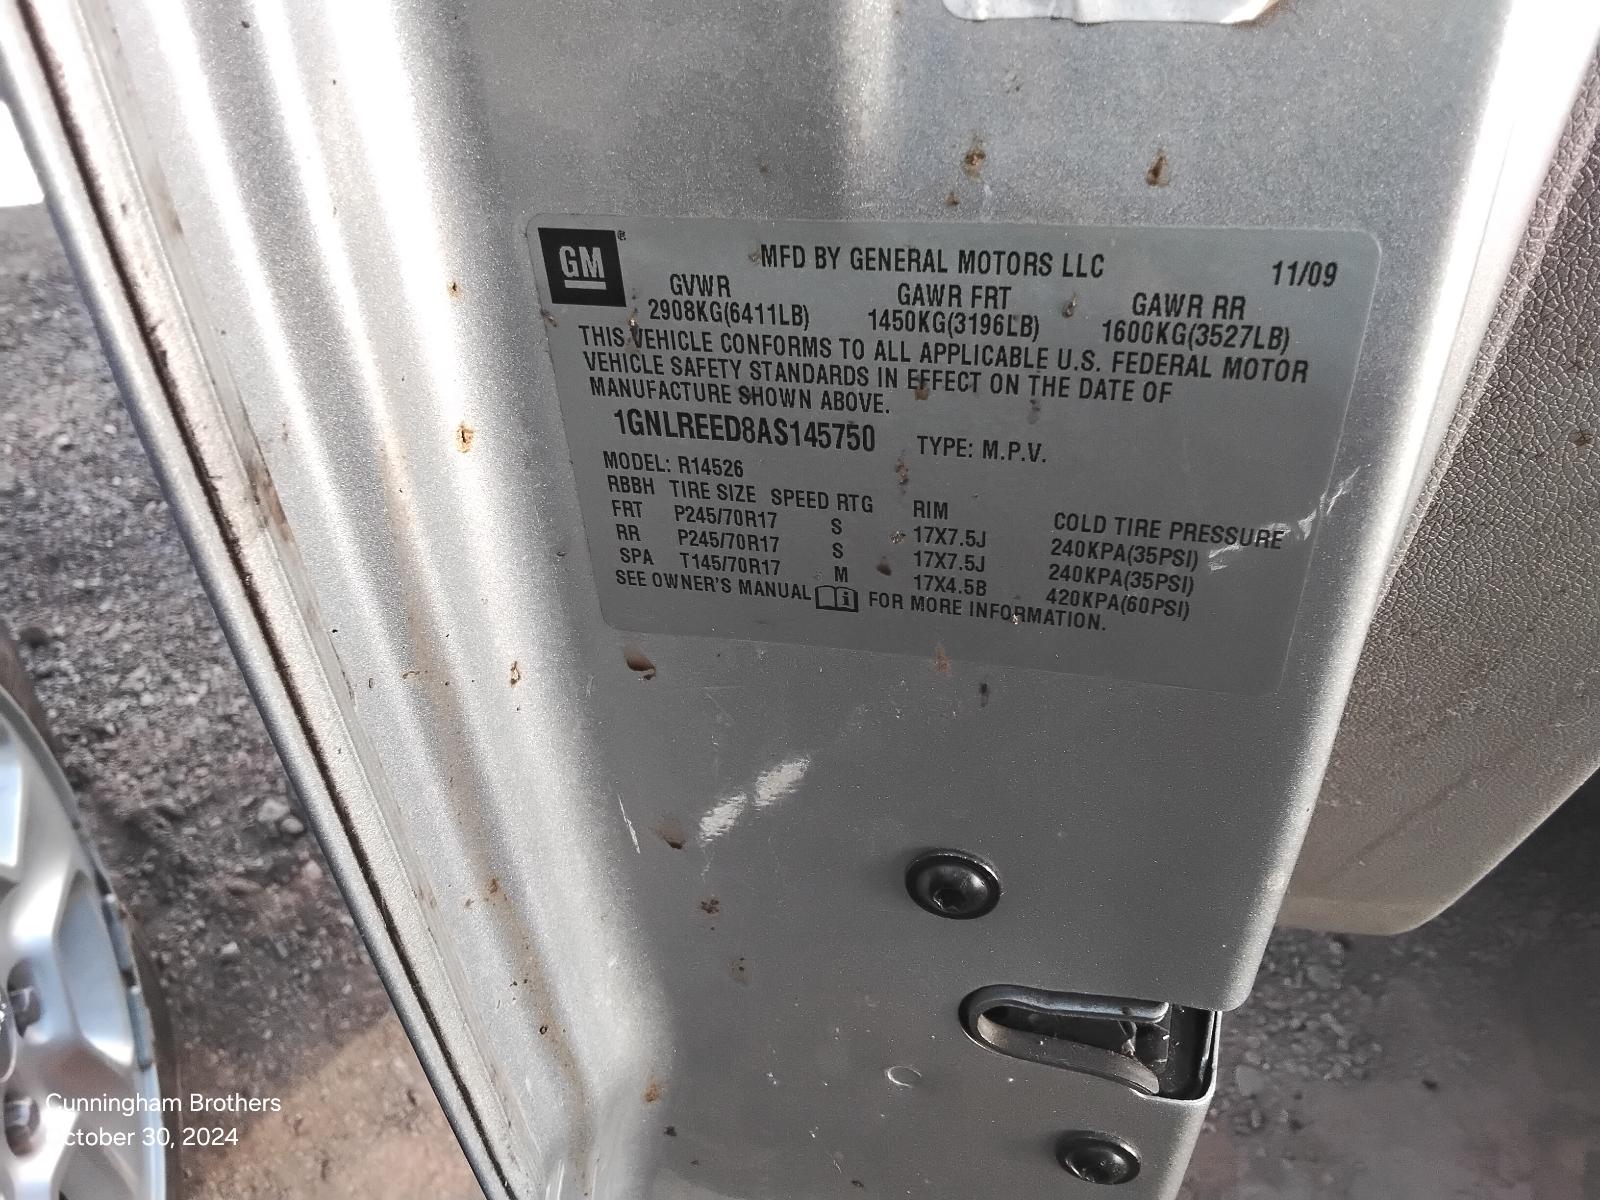 GM®
MFD BY GENERAL MOTORS LLC 11/09
GVWR GAWR FRT GAWR RR
2908KG(6411LB) 1450KG(3196LB) 1600KG(3527LB)
THIS VEHICLE CONFORMS TO ALL APPLICABLE U.S. FEDERAL MOTOR
VEHICLE SAFETY STANDARDS IN EFFECT ON THE DATE OF
MANUFACTURE SHOWN ABOVE.
1GNLREED8AS145750 TYPE: M.P.V.
MODEL: R14526
RBBH TIRE SIZE SPEED RTG RIM COLD TIRE PRESSURE
FRT P245/70R17 S 17X7.5J 240KPA(35PSI)
RR P245/70R17 S 17X7.5J 240KPA(35PSI)
SPA T145/70R17 M 17X4.5B 420KPA(60PSI)
SEE OWNER'S MANUAL FOR MORE INFORMATION.
Cunningham Brothers
October 30, 2024